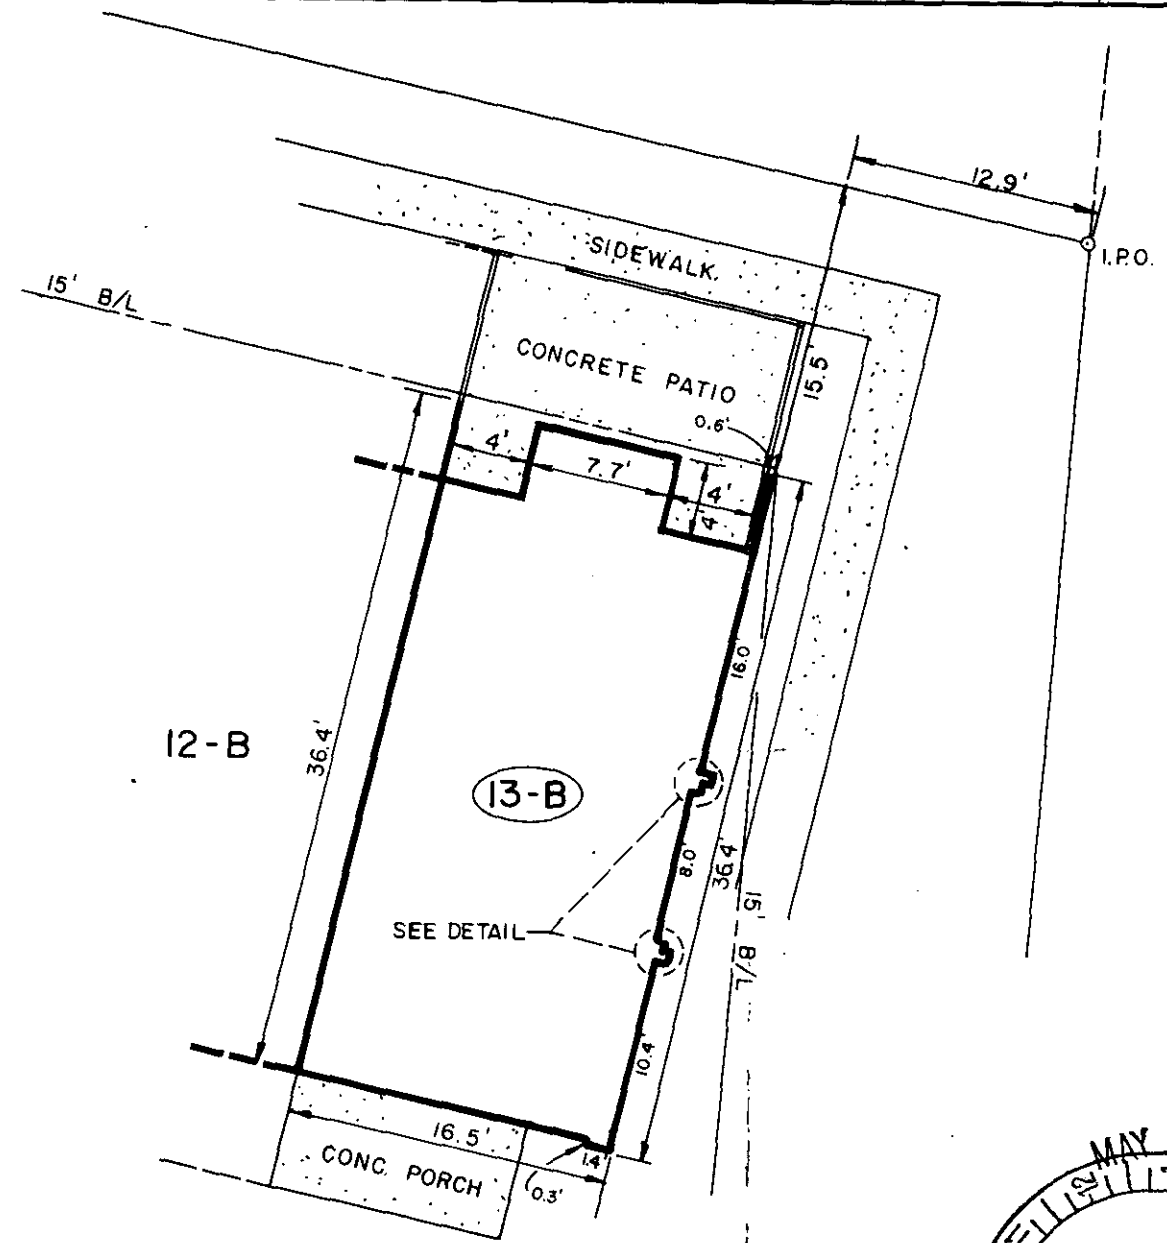 12.9'
I.P.O.
SIDEWALK
15' B/L
CONCRETE PATIO
15.5'
0.6'
4'
7.7'
4'
4'
16.0'
12-B
36.4'
13-B
8.0'
36.4'
15' B/L
SEE DETAIL
10.4'
16.5'
1.4'
CONC. PORCH
0.3'
MAY
12